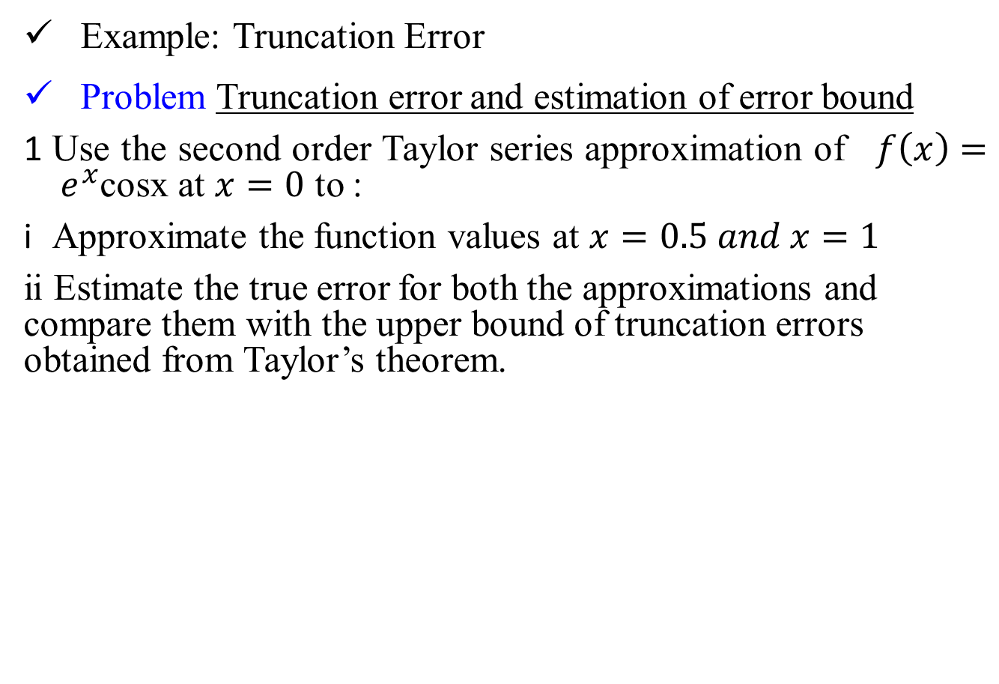 ✓ Example: Truncation Error
✓ Problem Truncation error and estimation of error bound
1 Use the second order Taylor series approximation of f(x) =
eˣcosx at x = 0 to :
i Approximate the function values at x = 0.5 and x = 1
ii Estimate the true error for both the approximations and
compare them with the upper bound of truncation errors
obtained from Taylor’s theorem.